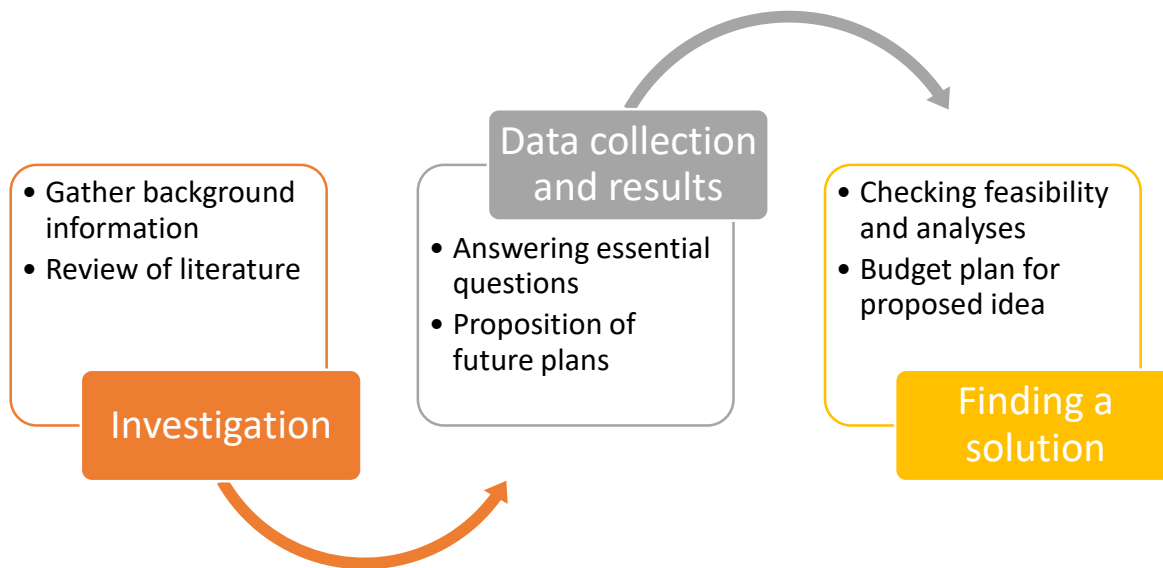 • Gather background
information
• Review of literature
Investigation
Data collection
and results
• Answering essential
questions
• Proposition of
future plans
• Checking feasibility
and analyses
• Budget plan for
proposed idea
Finding a
solution